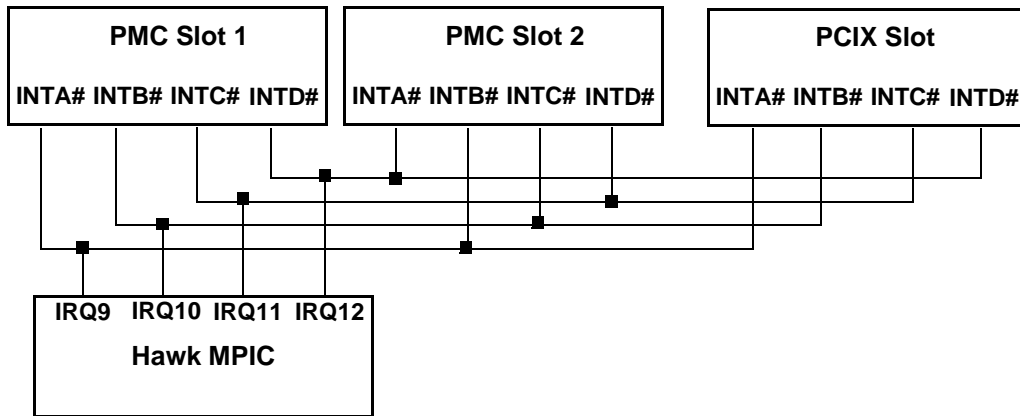 PMC Slot 1
INTA# INTB# INTC# INTD#
PMC Slot 2
INTA# INTB# INTC# INTD#
PCIX Slot
INTA# INTB# INTC# INTD#
IRQ9 IRQ10 IRQ11 IRQ12
Hawk MPIC